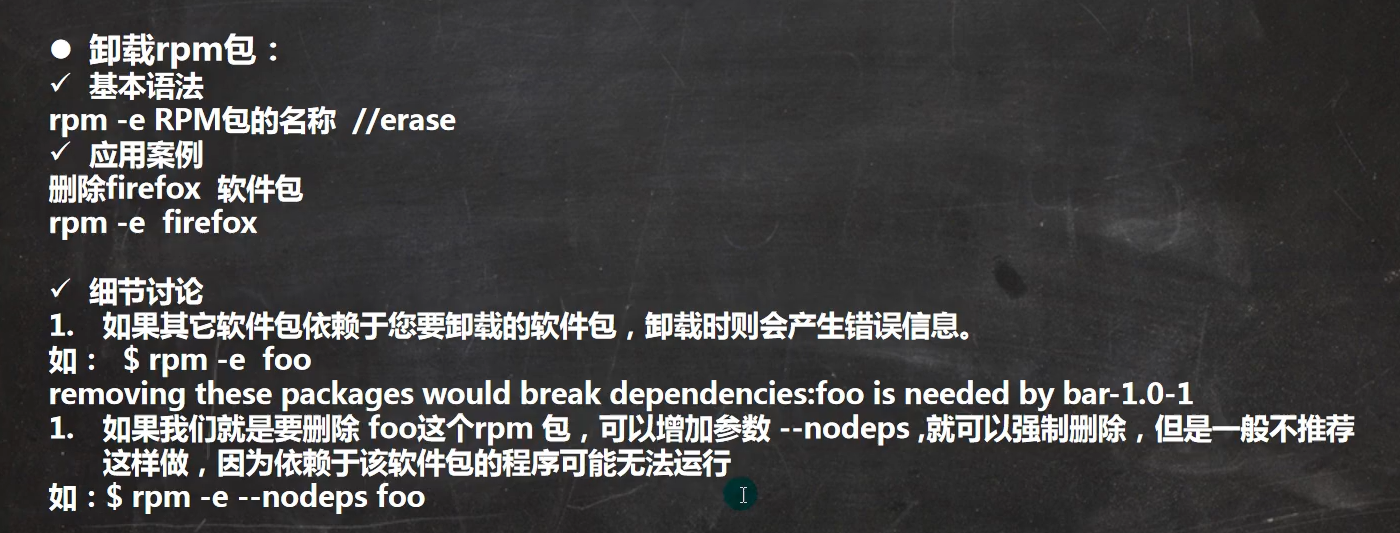 ● 卸载rpm包：
✓ 基本语法
rpm -e RPM包的名称 //erase
✓ 应用案例
删除firefox 软件包
rpm -e firefox
✓ 细节讨论
1. 如果其它软件包依赖于您要卸载的软件包，卸载时则会产生错误信息。
如： $ rpm -e foo
removing these packages would break dependencies:foo is needed by bar-1.0-1
1. 如果我们就是要删除 foo这个rpm 包，可以增加参数 --nodeps ,就可以强制删除，但是一般不推荐
这样做，因为依赖于该软件包的程序可能无法运行
如：$ rpm -e --nodeps foo